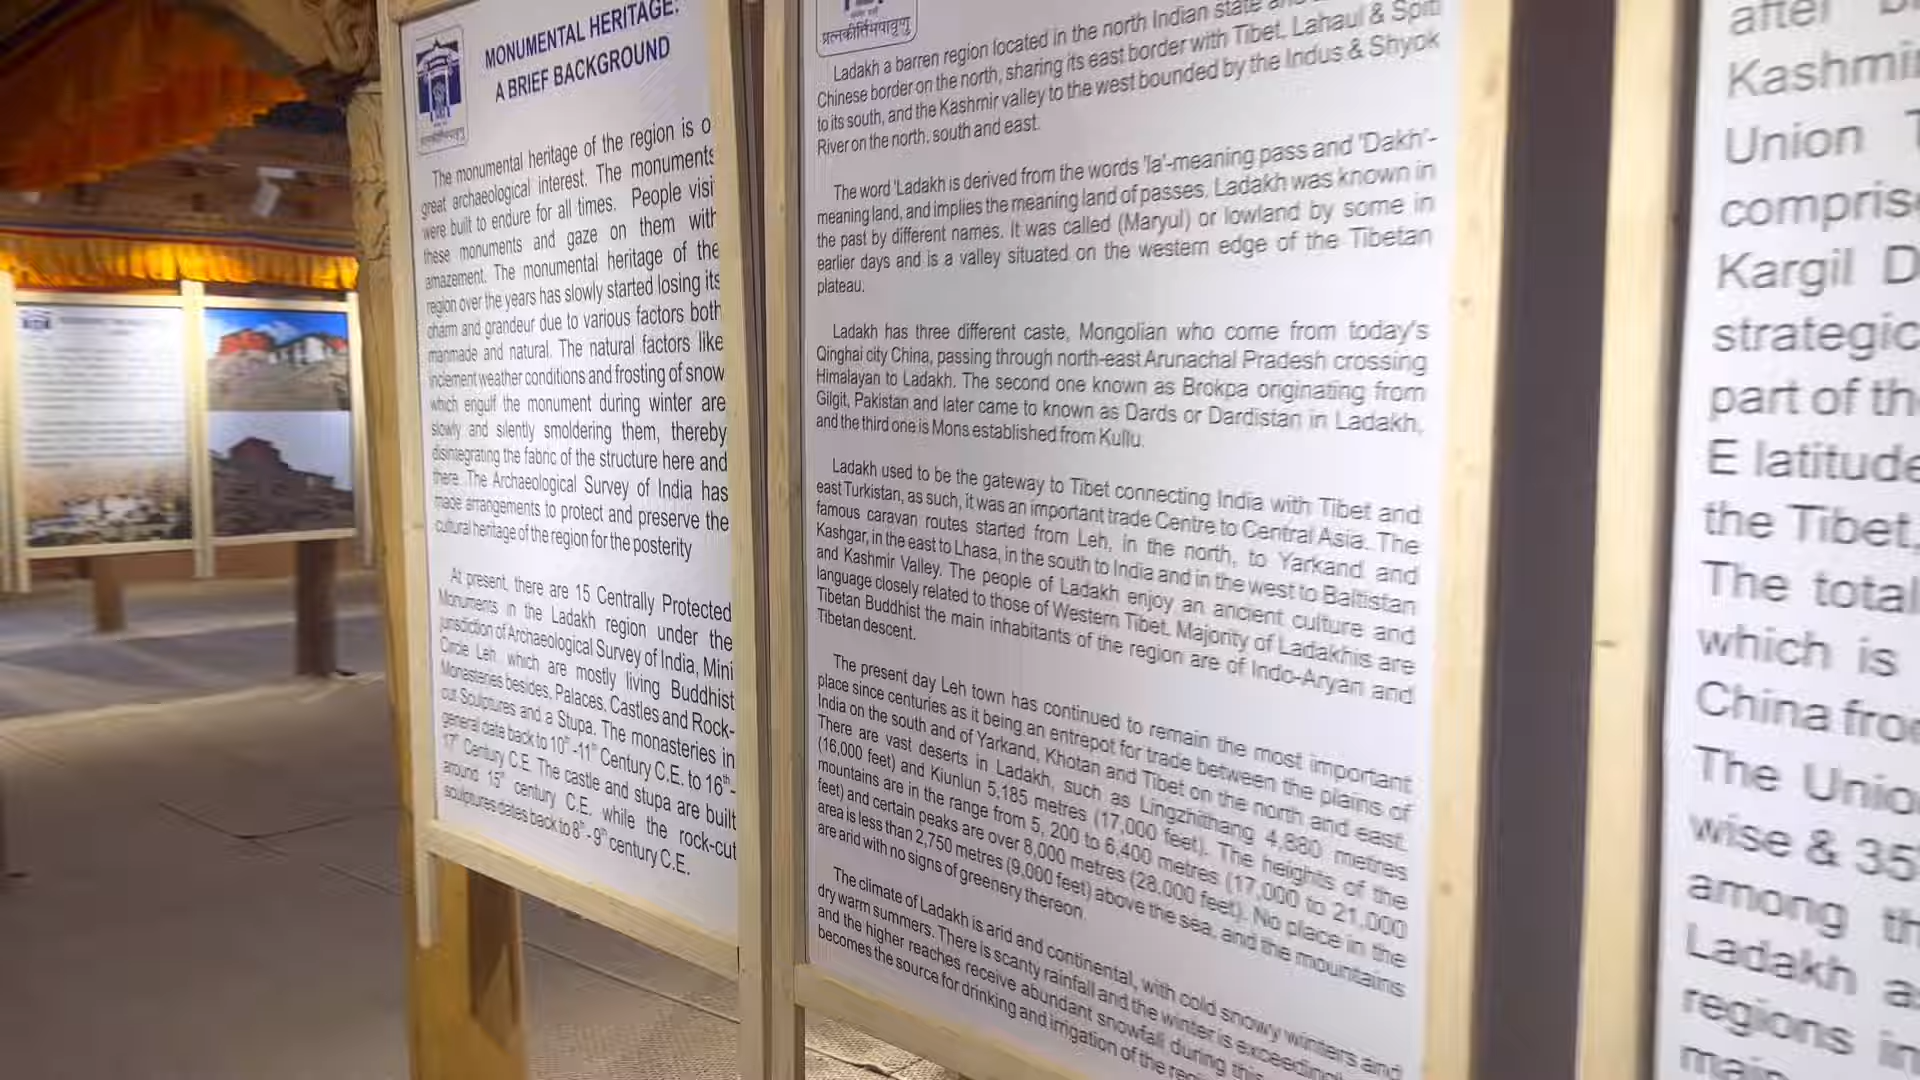 MONUMENTAL HERITAGE:
A BRIEF BACKGROUND
The monumental heritage of the region is o
great archaeological interest. The monuments
were built to endure for all times. People visi
these monuments and gaze on them with
amazement. The monumental heritage of the
region over the years has slowly started losing its
charm and grandeur due to various factors both
manmade and natural. The natural factors like
inclement weather conditions and frosting of snow
which engulf the monument during winter are
slowly and silently smoldering them, thereby
disintegrating the fabric of the structure here and
there. The Archaeological Survey of India has
made arrangements to protect and preserve the
cultural heritage of the region for the posterity
At present, there are 15 Centrally Protected
Monuments in the Ladakh region under the
jurisdiction of Archaeological Survey of India, Mini
Circle Leh which are mostly living Buddhist
Monasteries besides, Palaces, Castles and Rock-
cut Sculptures and a Stupa. The monasteries in
general date back to 10th-11th Century C.E. to 16th-
17th Century C.E The castle and stupa are built
around 15th century C.E. while the rock-cut
sculptures dates back to 8th-9th century C.E.
प्रत्नकीर्तिमपावृणु
Ladakh a barren region located in the north Indian state
Chinese border on the north, sharing its east border with Tibet, Lahaul & Spiti
to its south, and the Kashmir valley to the west bounded by the Indus & Shyok
River on the north, south and east.
The word 'Ladakh is derived from the words 'la'-meaning pass and 'Dakh'-
meaning land, and implies the meaning land of passes. Ladakh was known in
the past by different names. It was called (Maryul) or lowland by some in
earlier days and is a valley situated on the western edge of the Tibetan
plateau.
Ladakh has three different caste, Mongolian who come from today's
Qinghai city China, passing through north-east Arunachal Pradesh crossing
Himalayan to Ladakh. The second one known as Brokpa originating from
Gilgit, Pakistan and later came to known as Dards or Dardistan in Ladakh,
and the third one is Mons established from Kullu.
Ladakh used to be the gateway to Tibet connecting India with Tibet and
east Turkistan, as such, it was an important trade Centre to Central Asia. The
famous caravan routes started from Leh, in the north, to Yarkand and
Kashgar, in the east to Lhasa, in the south to India and in the west to Baltistan
and Kashmir Valley. The people of Ladakh enjoy an ancient culture and
language closely related to those of Western Tibet. Majority of Ladakhis are
Tibetan Buddhist the main inhabitants of the region are of Indo-Aryan and
Tibetan descent.
The present day Leh town has continued to remain the most important
place since centuries as it being an entrepot for trade between the plains of
India on the south and of Yarkand, Khotan and Tibet on the north and east.
There are vast deserts in Ladakh, such as Lingzhithang 4,880 metres
(16,000 feet) and Kiunlun 5,185 metres (17,000 feet). The heights of the
mountains are in the range from 5, 200 to 6,400 metres (17,000 to 21,000
feet) and certain peaks are over 8,000 metres (28,000 feet). No place in the
area is less than 2,750 metres (9,000 feet) above the sea, and the mountains
are arid with no signs of greenery thereon.
The climate of Ladakh is arid and continental, with cold snowy winters and
dry warm summers. There is scanty rainfall and the winter is exceeding
and the higher reaches receive abundant snowfall during this
becomes the source for drinking and irrigation of the regi
after
Kashmir
Union T
compris
Kargil D
strategic
part of th
E latitude
the Tibet,
The total
which is
China fro
The Unio
wise & 35
among th
Ladakh a
regions in
main